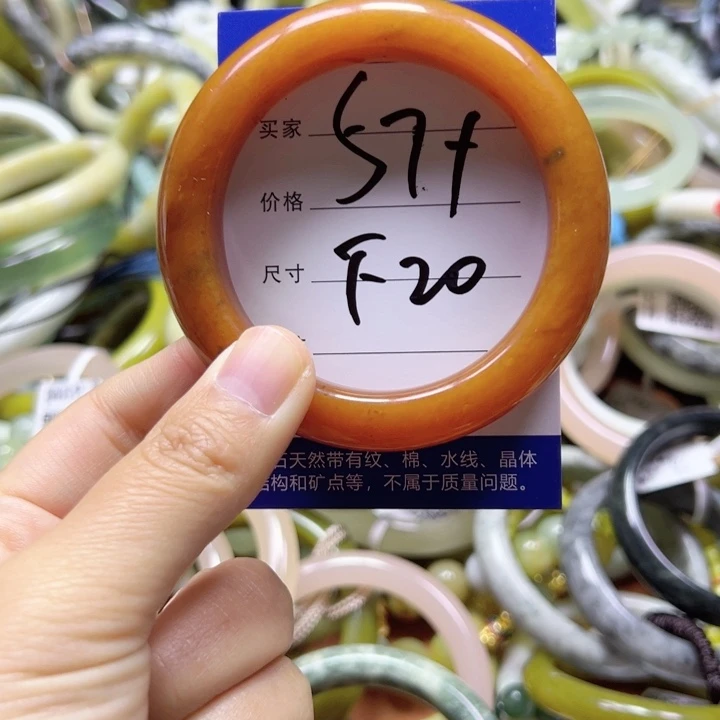 买家
57+
价格
尺寸
F20
石天然带有纹、棉、水线、晶体
结构和矿点等，不属于质量问题。